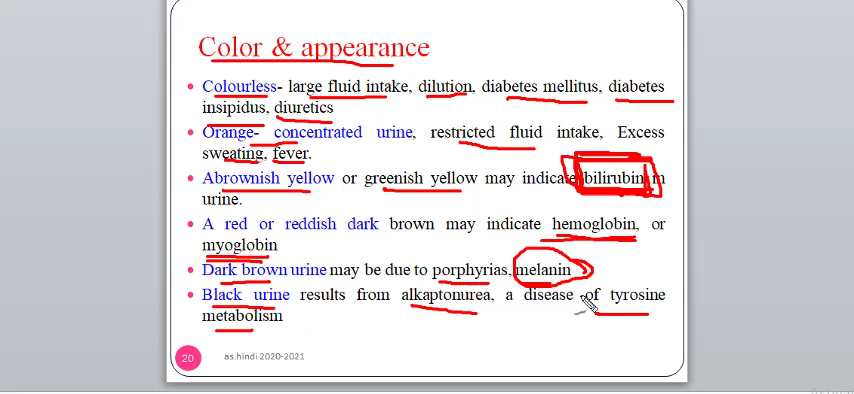 Color & appearance
• Colourless- large fluid intake, dilution, diabetes mellitus, diabetes
insipidus, diuretics
• Orange- concentrated urine, restricted fluid intake, Excess
sweating, fever.
• Abrownish yellow or greenish yellow may indicate bilirubin m
urine.
• A red or reddish dark brown may indicate hemoglobin, or
myoglobin
• Dark brown urine may be due to porphyrias, melanin
• Black urine results from alkaptonurea, a disease of tyrosine
metabolism
20 as.hindi 2020-2021